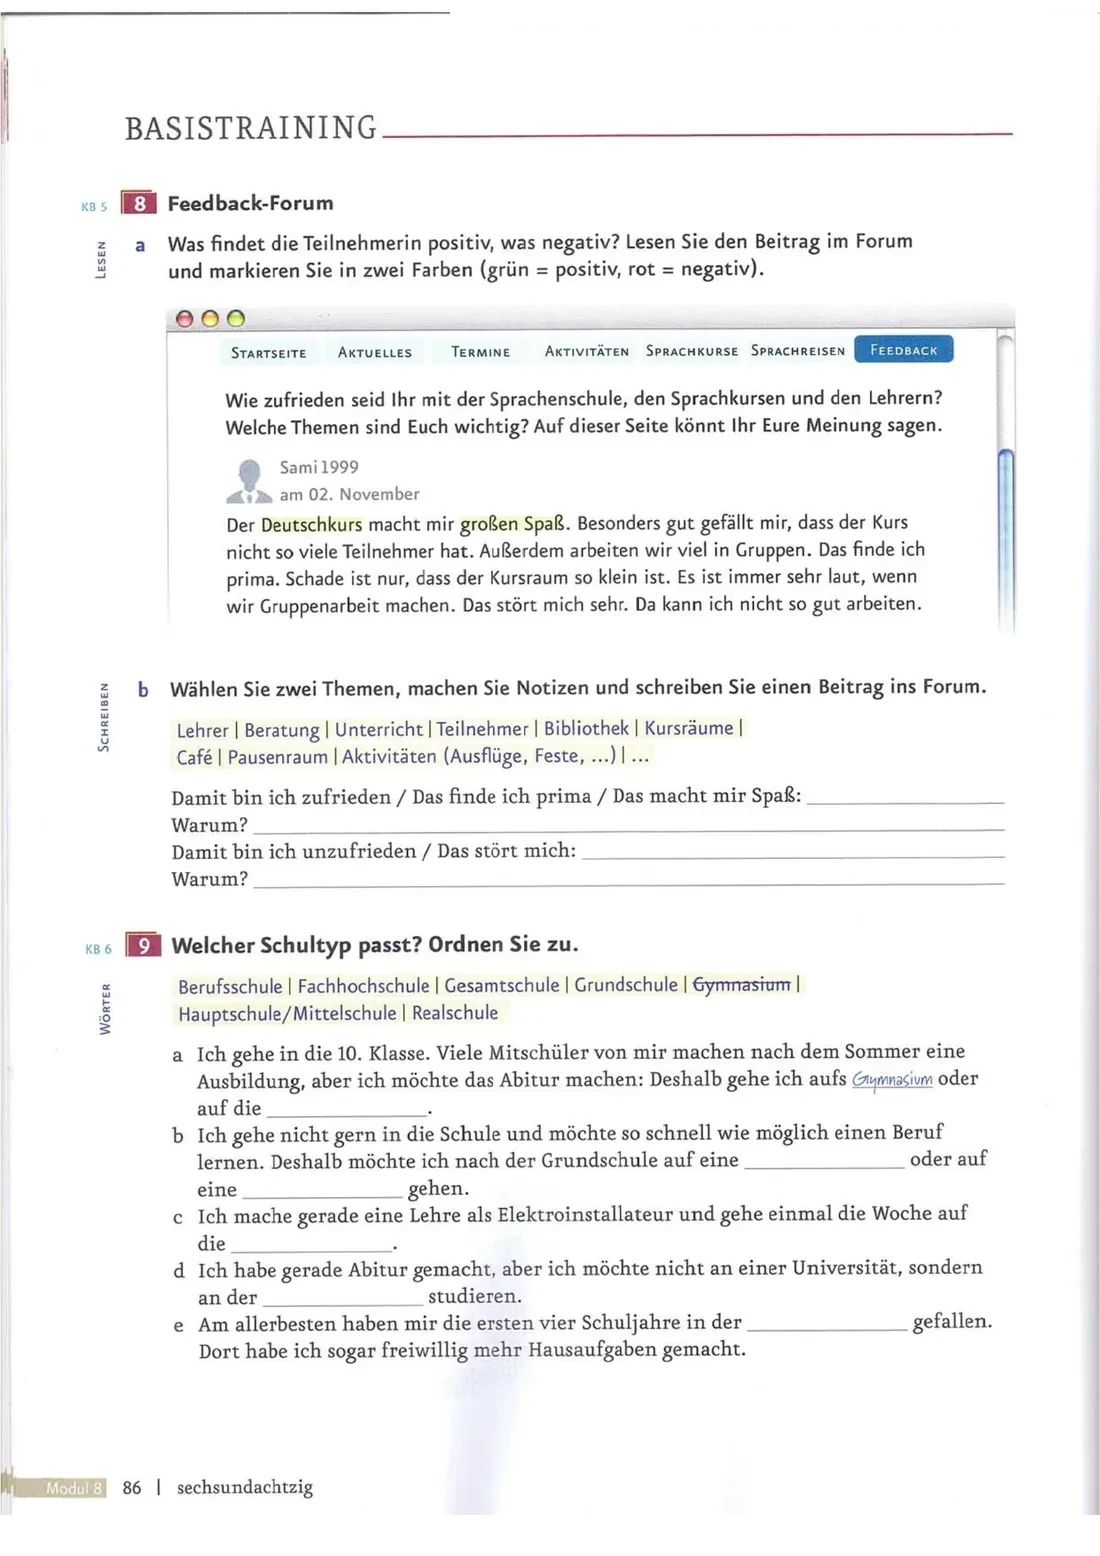 BASISTRAINING
KB 5 8 Feedback-Forum
LESEN
a Was findet die Teilnehmerin positiv, was negativ? Lesen Sie den Beitrag im Forum
und markieren Sie in zwei Farben (grün = positiv, rot = negativ).
STARTSEITE AKTUELLES TERMINE AKTIVITÄTEN SPRACHKURSE SPRACHREISEN FEEDBACK
Wie zufrieden seid Ihr mit der Sprachenschule, den Sprachkursen und den Lehrern?
Welche Themen sind Euch wichtig? Auf dieser Seite könnt Ihr Eure Meinung sagen.
Sami1999
am 02. November
Der Deutschkurs macht mir großen Spaß. Besonders gut gefällt mir, dass der Kurs
nicht so viele Teilnehmer hat. Außerdem arbeiten wir viel in Gruppen. Das finde ich
prima. Schade ist nur, dass der Kursraum so klein ist. Es ist immer sehr laut, wenn
wir Gruppenarbeit machen. Das stört mich sehr. Da kann ich nicht so gut arbeiten.
SCHREIBEN
b Wählen Sie zwei Themen, machen Sie Notizen und schreiben Sie einen Beitrag ins Forum.
Lehrer | Beratung | Unterricht | Teilnehmer | Bibliothek | Kursräume |
Café | Pausenraum | Aktivitäten (Ausflüge, Feste, ...) | ...
Damit bin ich zufrieden / Das finde ich prima / Das macht mir Spaß: ____________
Warum? ____________
Damit bin ich unzufrieden / Das stört mich: ____________
Warum? ____________
KB 6 9 Welcher Schultyp passt? Ordnen Sie zu.
WÖRTER
Berufsschule | Fachhochschule | Gesamtschule | Grundschule | Gymnasium |
Hauptschule/Mittelschule | Realschule
a Ich gehe in die 10. Klasse. Viele Mitschüler von mir machen nach dem Sommer eine
Ausbildung, aber ich möchte das Abitur machen: Deshalb gehe ich aufs Gymnasium oder
auf die ____________.
b Ich gehe nicht gern in die Schule und möchte so schnell wie möglich einen Beruf
lernen. Deshalb möchte ich nach der Grundschule auf eine ____________ oder auf
eine ____________ gehen.
c Ich mache gerade eine Lehre als Elektroinstallateur und gehe einmal die Woche auf
die ____________.
d Ich habe gerade Abitur gemacht, aber ich möchte nicht an einer Universität, sondern
an der ____________ studieren.
e Am allerbesten haben mir die ersten vier Schuljahre in der ____________ gefallen.
Dort habe ich sogar freiwillig mehr Hausaufgaben gemacht.
Modul 8 86 | sechsundachtzig